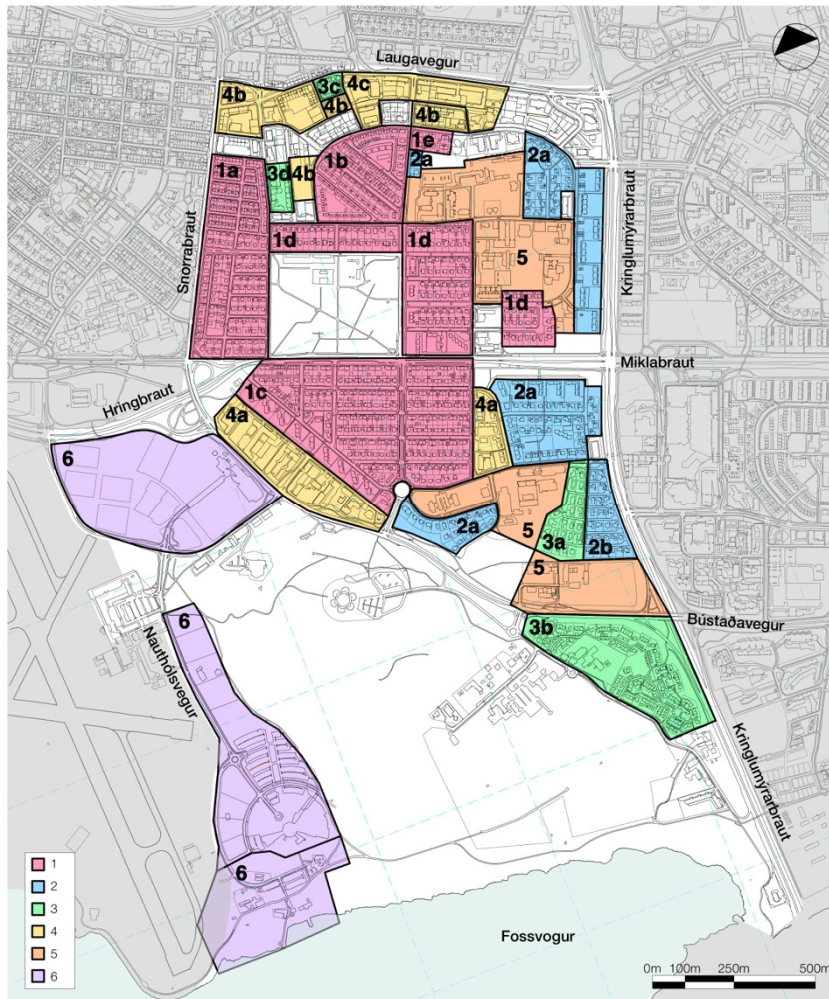 Laugavegur
3c
4c
4b
4b
4b
1e
2a
2a
1b
1a
3d
4b
Snorrabraut
1d
1d
5
1d
Kringlumýrarbraut
Miklabraut
Hringbraut
1c
4a
2a
4a
6
2a
5
3a
2b
5
Bústaðavegur
6
3b
Nauthólsvegur
Kringlumýrarbraut
6
1
2
3
4
5
6
Fossvogur
0m 100m 250m 500m